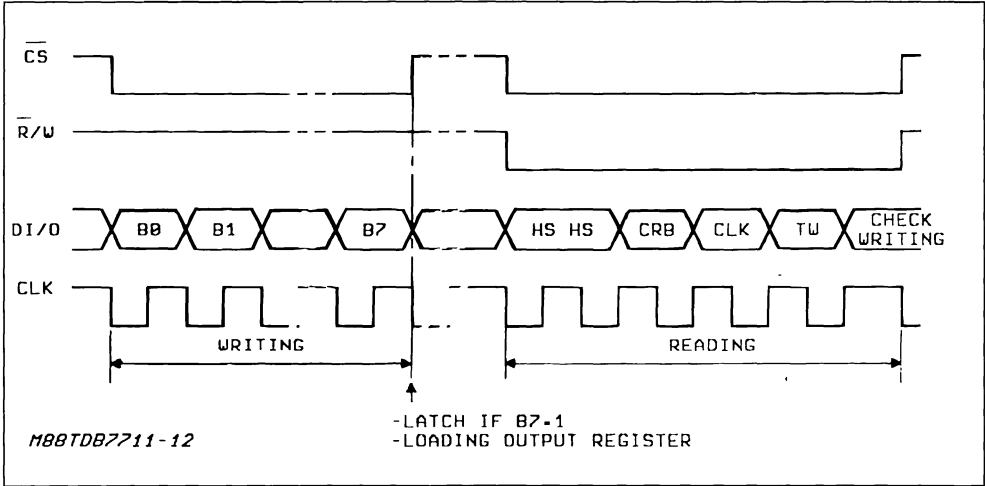 CS
R/W
DI/O B0 B1 B7 HS HS CRB CLK TW CHECK
WRITING
CLK
WRITING READING
-LATCH IF B7=1
-LOADING OUTPUT REGISTER
M88TDB7711-12